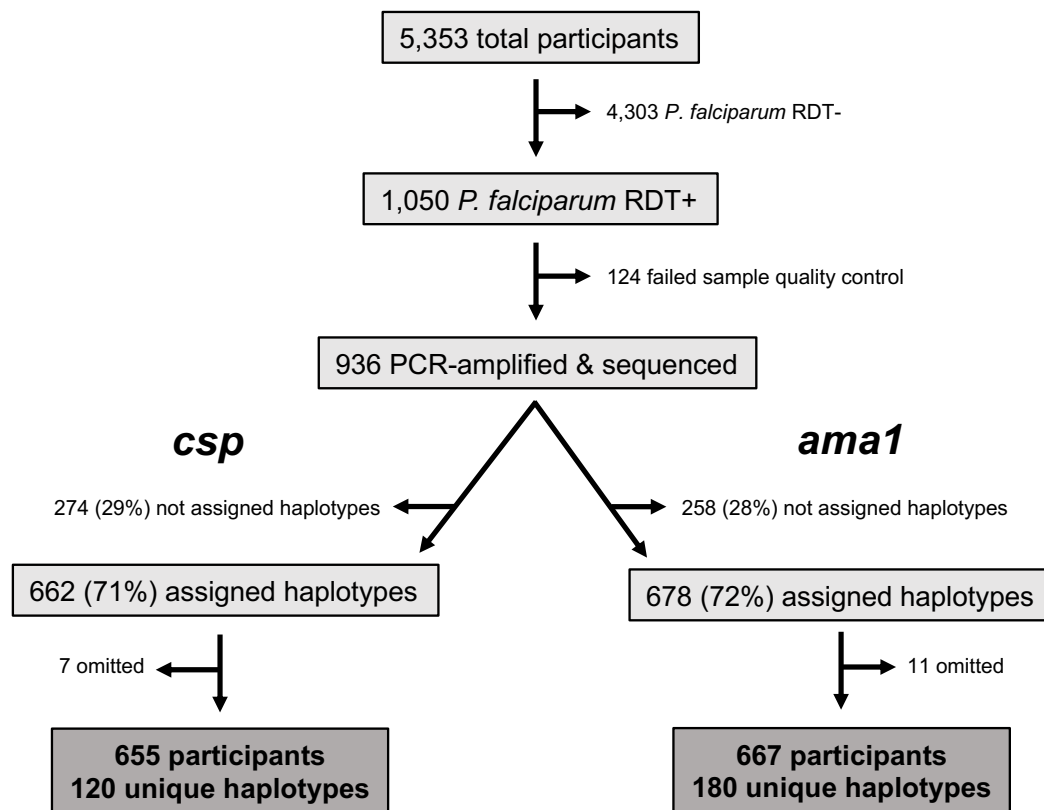 5,353 total participants
4,303 P. falciparum RDT-
1,050 P. falciparum RDT+
124 failed sample quality control
936 PCR-amplified & sequenced
csp
ama1
274 (29%) not assigned haplotypes
258 (28%) not assigned haplotypes
662 (71%) assigned haplotypes
678 (72%) assigned haplotypes
7 omitted
11 omitted
655 participants
120 unique haplotypes
667 participants
180 unique haplotypes